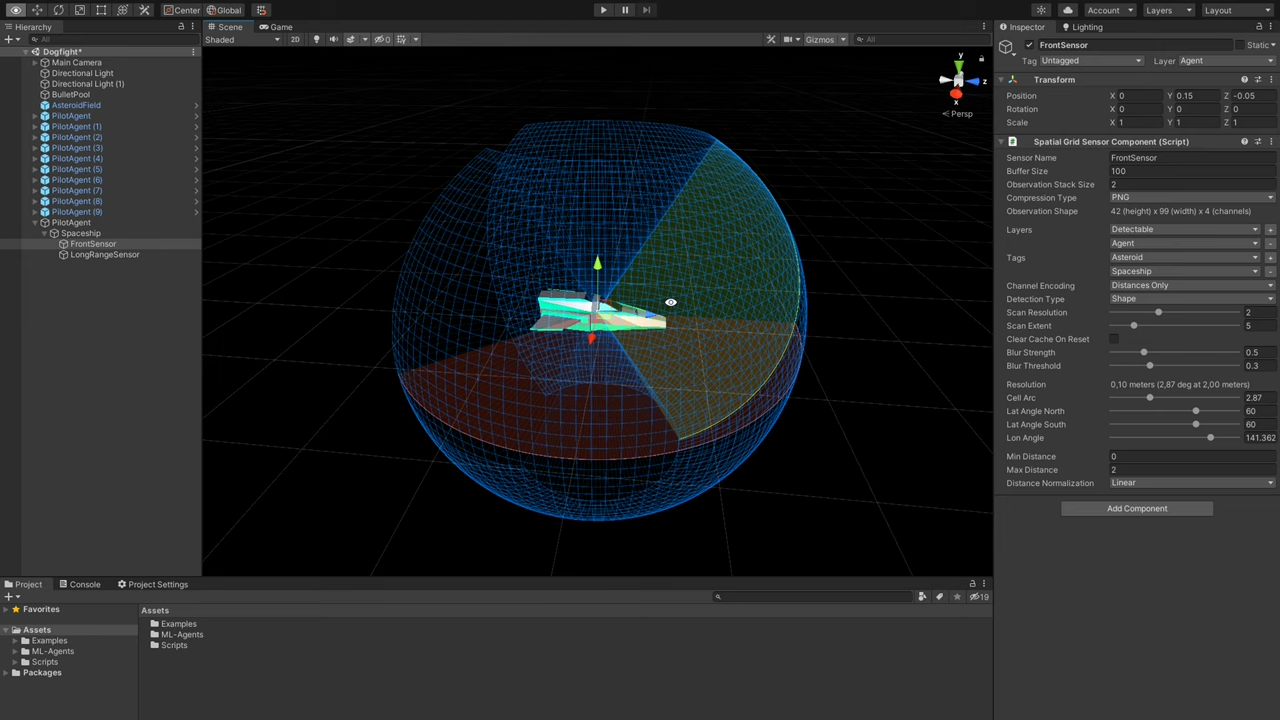 Center Global
Account Layers Layout
Hierarchy
All
Dogfight*
Main Camera
Directional Light
Directional Light (1)
BulletPool
AsteroidField
PilotAgent
PilotAgent (1)
PilotAgent (2)
PilotAgent (3)
PilotAgent (4)
PilotAgent (5)
PilotAgent (6)
PilotAgent (7)
PilotAgent (8)
PilotAgent (9)
PilotAgent
Spaceship
FrontSensor
LongRangeSensor
Scene Game
Shaded 2D 0 Gizmos All
y
z
x
Persp
Inspector Lighting
FrontSensor Static
Tag Untagged Layer Agent
Transform
Position X 0 Y 0.15 Z -0.05
Rotation X 0 Y 0 Z 0
Scale X 1 Y 1 Z 1
Spatial Grid Sensor Component (Script)
Sensor Name FrontSensor
Buffer Size 100
Observation Stack Size 2
Compression Type PNG
Observation Shape 42 (height) x 99 (width) x 4 (channels)
Layers Detectable +
Agent -
Tags Asteroid +
Spaceship -
Channel Encoding Distances Only
Detection Type Shape
Scan Resolution 2
Scan Extent 5
Clear Cache On Reset
Blur Strength 0.5
Blur Threshold 0.3
Resolution 0,10 meters (2,87 deg at 2,00 meters)
Cell Arc 2.87
Lat Angle North 60
Lat Angle South 60
Lon Angle 141.362
Min Distance 0
Max Distance 2
Distance Normalization Linear
Add Component
Project Console Project Settings
19
Favorites
Assets
Examples
ML-Agents
Scripts
Packages
Assets
Examples
ML-Agents
Scripts